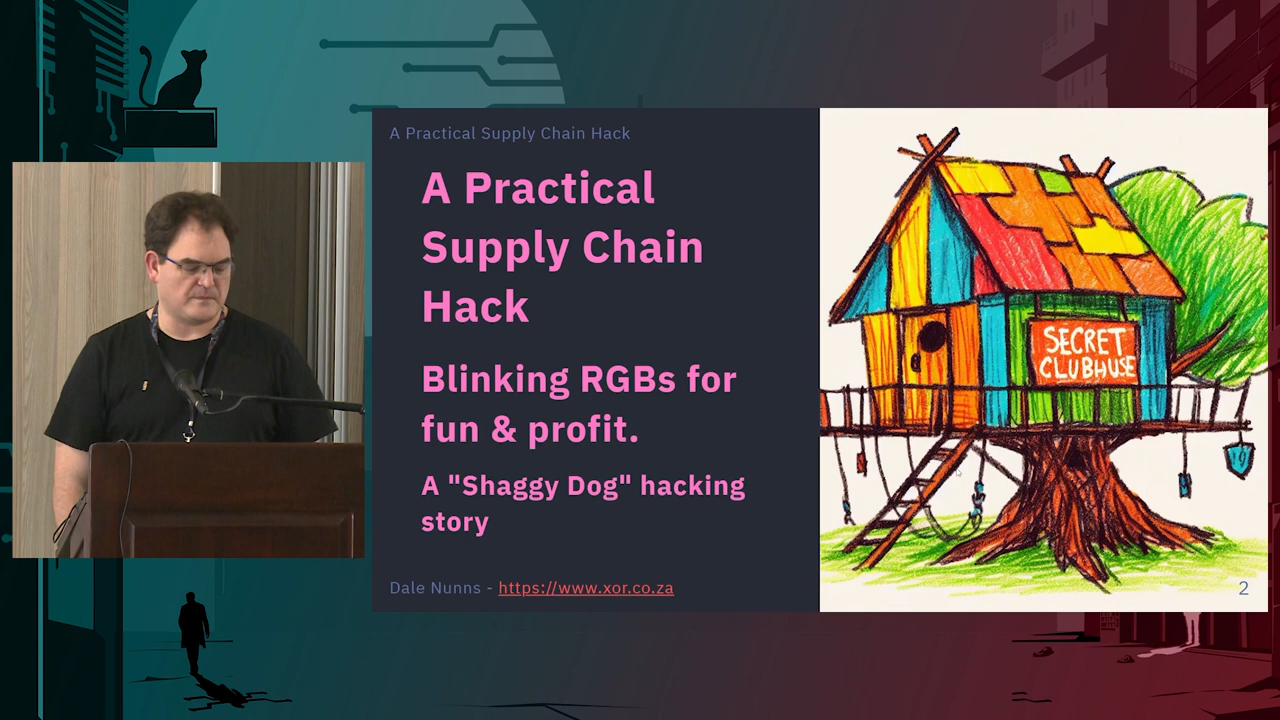 A Practical Supply Chain Hack
A Practical
Supply Chain
Hack
Blinking RGBs for
fun & profit.
A "Shaggy Dog" hacking
story
Dale Nunns - https://www.xor.co.za
SECRET
CLUBHUSE
2